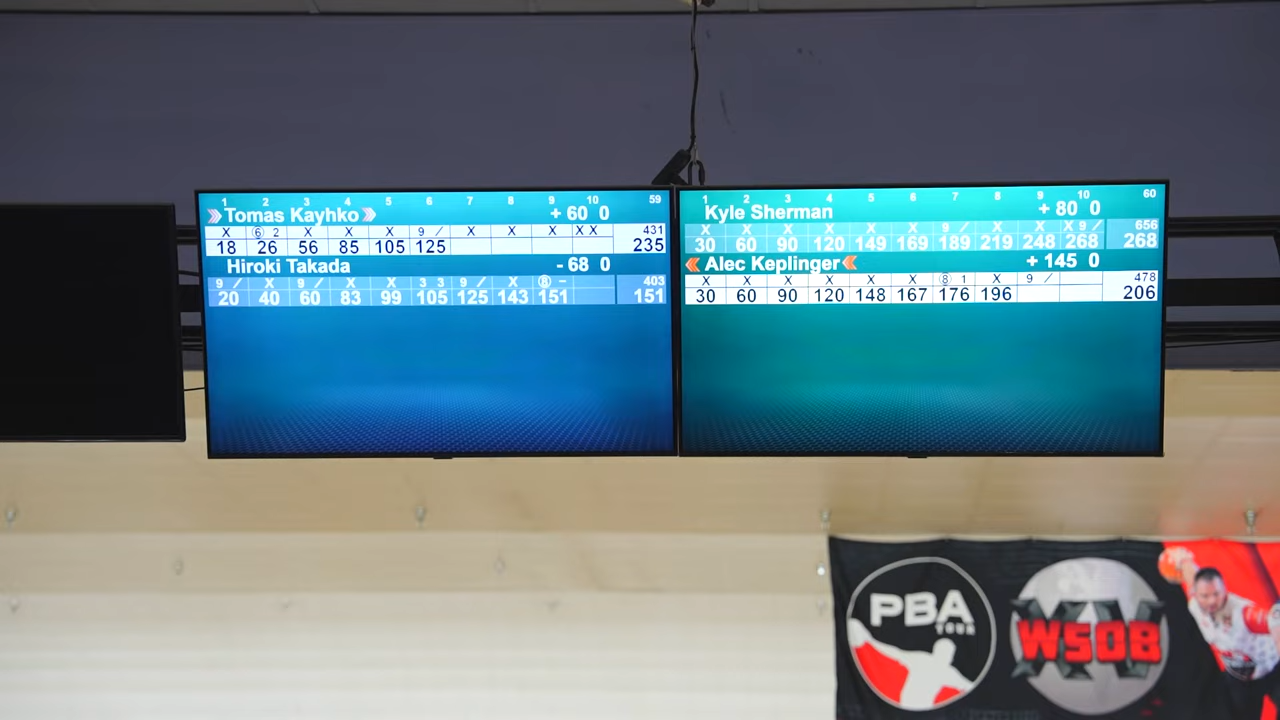 1 2 3 4 5 6 7 8 9 10 59
Tomas Kayhko + 60 0
X ⑥ 2 X X X 9 / X X X X X 431
18 26 56 85 105 125 235
Hiroki Takada - 68 0
9 / X 9 / X X 3 3 9 / X ⑧ - 403
20 40 60 83 99 105 125 143 151 151
1 2 3 4 5 6 7 8 9 10 60
Kyle Sherman + 80 0
X X X X X X 9 / X X X 9 / 656
30 60 90 120 149 169 189 219 248 268 268
Alec Keplinger + 145 0
X X X X X X ⑧ 1 X 9 / 478
30 60 90 120 148 167 176 196 206
PBA
TOUR
XIV
WSOB